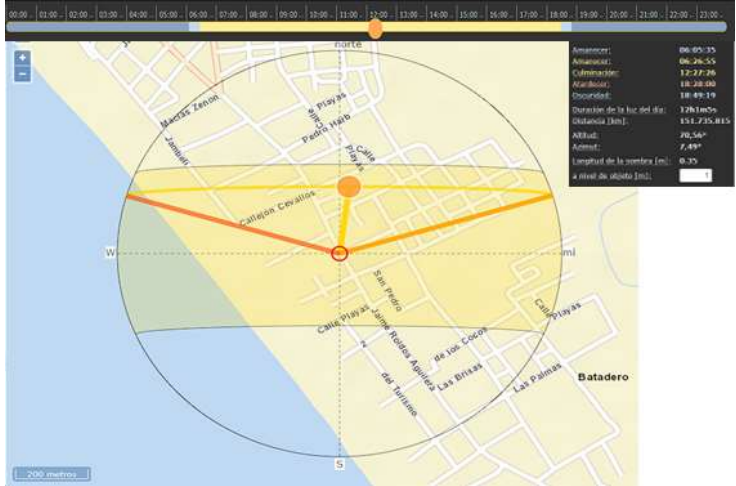 00:00 01:00 02:00 03:00 04:00 05:00 06:00 07:00 08:00 09:00 10:00 11:00 12:00 13:00 14:00 15:00 16:00 17:00 18:00 19:00 20:00 21:00 22:00 23:00
norte
Amanecer: 06:05:35
Amanecer: 06:26:55
Culminación: 12:27:26
Atardecer: 18:28:00
Oscuridad: 18:49:19
Duración de la luz del día: 12h1m5s
Distancia [km]: 151.735.815
Altitud: 70,56°
Azimut: 7,49°
Longitud de la sombra [m]: 0.35
a nivel de objeto [m]: 1
+
−
Macias Zenon
Jambali
Playas
Calle
Pedro Harb
Calle
Playas
Callejón Cevallos
W
mi
San Pedro
Calle Playas
Calle Playas
Jaime Roldos Aguilera
de los Cocos
Las Brisas
Las Palmas
Batadero
del Turismo
S
200 metros